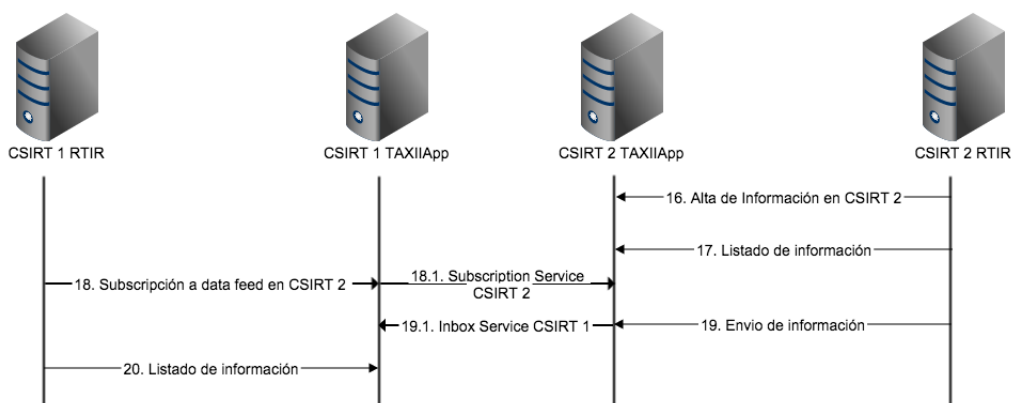 CSIRT 1 RTIR
CSIRT 1 TAXIIApp
CSIRT 2 TAXIIApp
CSIRT 2 RTIR
16. Alta de Información en CSIRT 2
17. Listado de información
18. Subscripción a data feed en CSIRT 2
18.1. Subscription Service
CSIRT 2
19.1. Inbox Service CSIRT 1
19. Envio de información
20. Listado de información